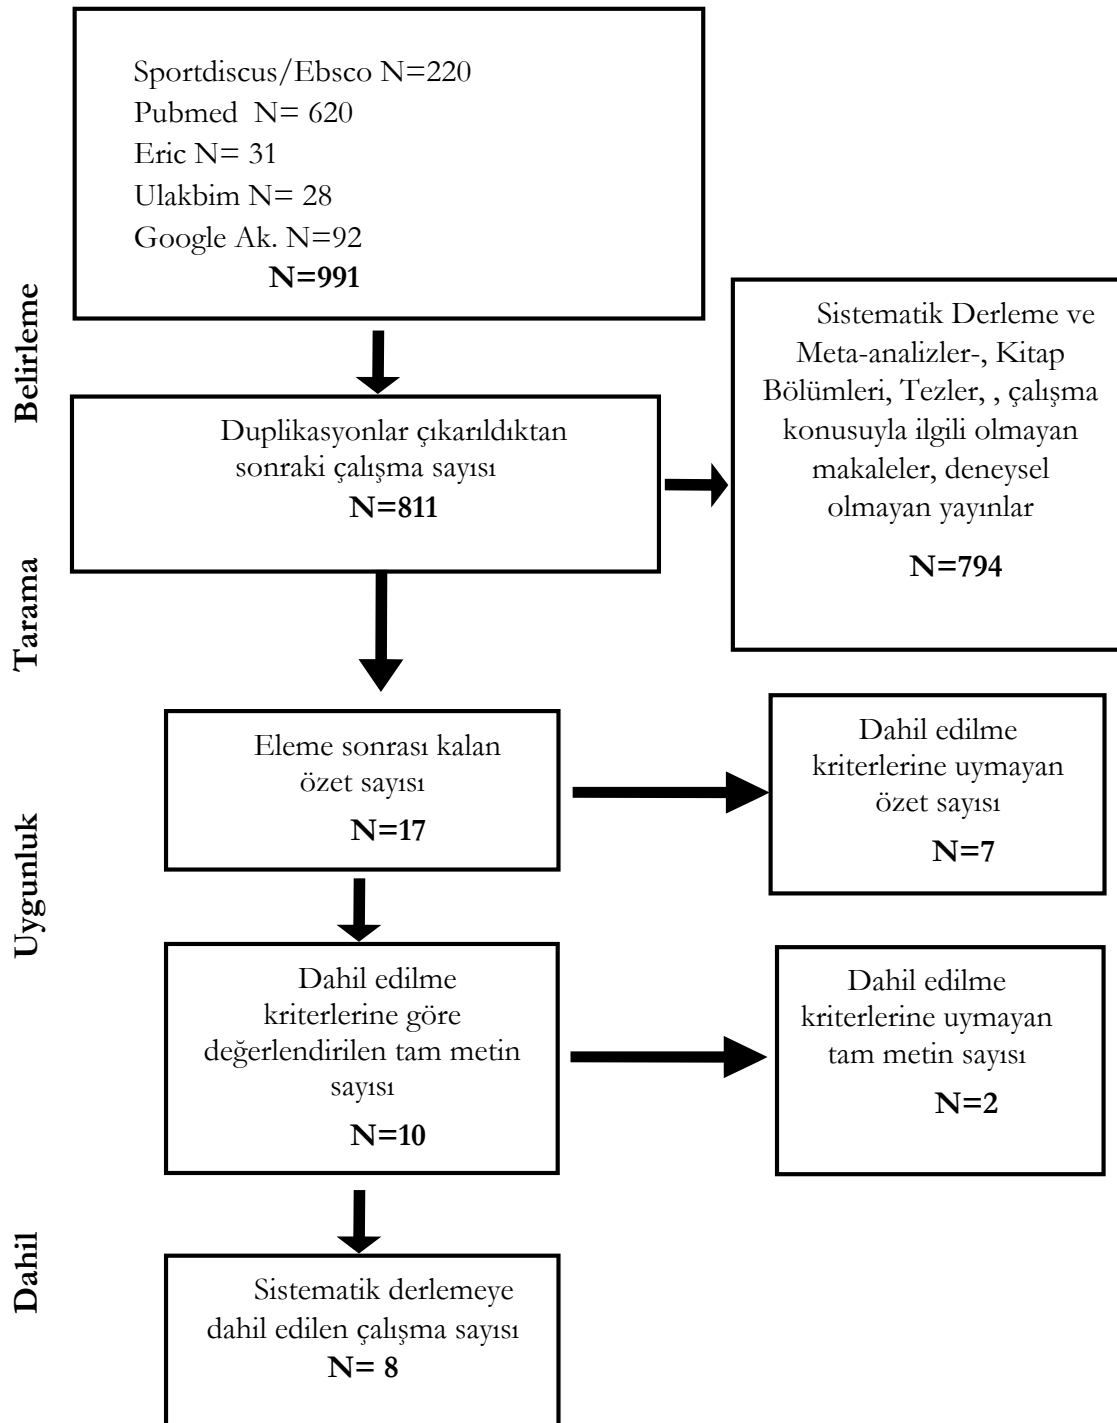 Sportdiscus/Ebsco N=220
Pubmed N= 620
Eric N= 31
Ulakbim N= 28
Google Ak. N=92
N=991
Belirleme
Duplikasyonlar çıkarıldıktan
sonraki çalışma sayısı
N=811
Sistematik Derleme ve
Meta-analizler-, Kitap
Bölümleri, Tezler, , çalışma
konusuyla ilgili olmayan
makaleler, deneysel
olmayan yayınlar
N=794
Tarama
Eleme sonrası kalan
özet sayısı
N=17
Dahil edilme
kriterlerine uymayan
özet sayısı
N=7
Uygunluk
Dahil edilme
kriterlerine göre
değerlendirilen tam metin
sayısı
N=10
Dahil edilme
kriterlerine uymayan
tam metin sayısı
N=2
Dahil
Sistematik derlemeye
dahil edilen çalışma sayısı
N= 8